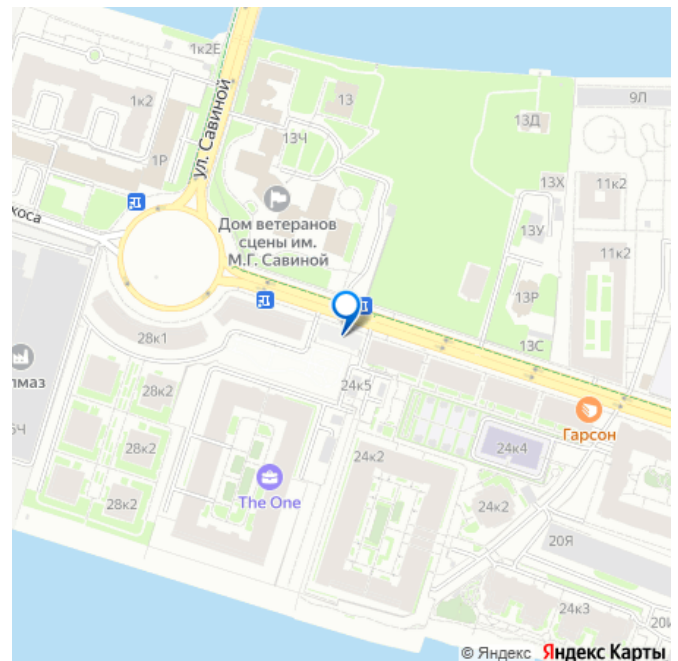 1к2Е
1к2
1Р
ул. Савиной
13
13Ч
13Д
9Л
13Х
11к2
13У
11к2
13Р
13С
Дом ветеранов
сцены им.
М.Г. Савиной
коса
28к1
лмаз
28к2
28к2
28к2
24к5
24к2
The One
Гарсон
24к4
24к2
20Я
24к3
© Яндекс Яндекс Карты